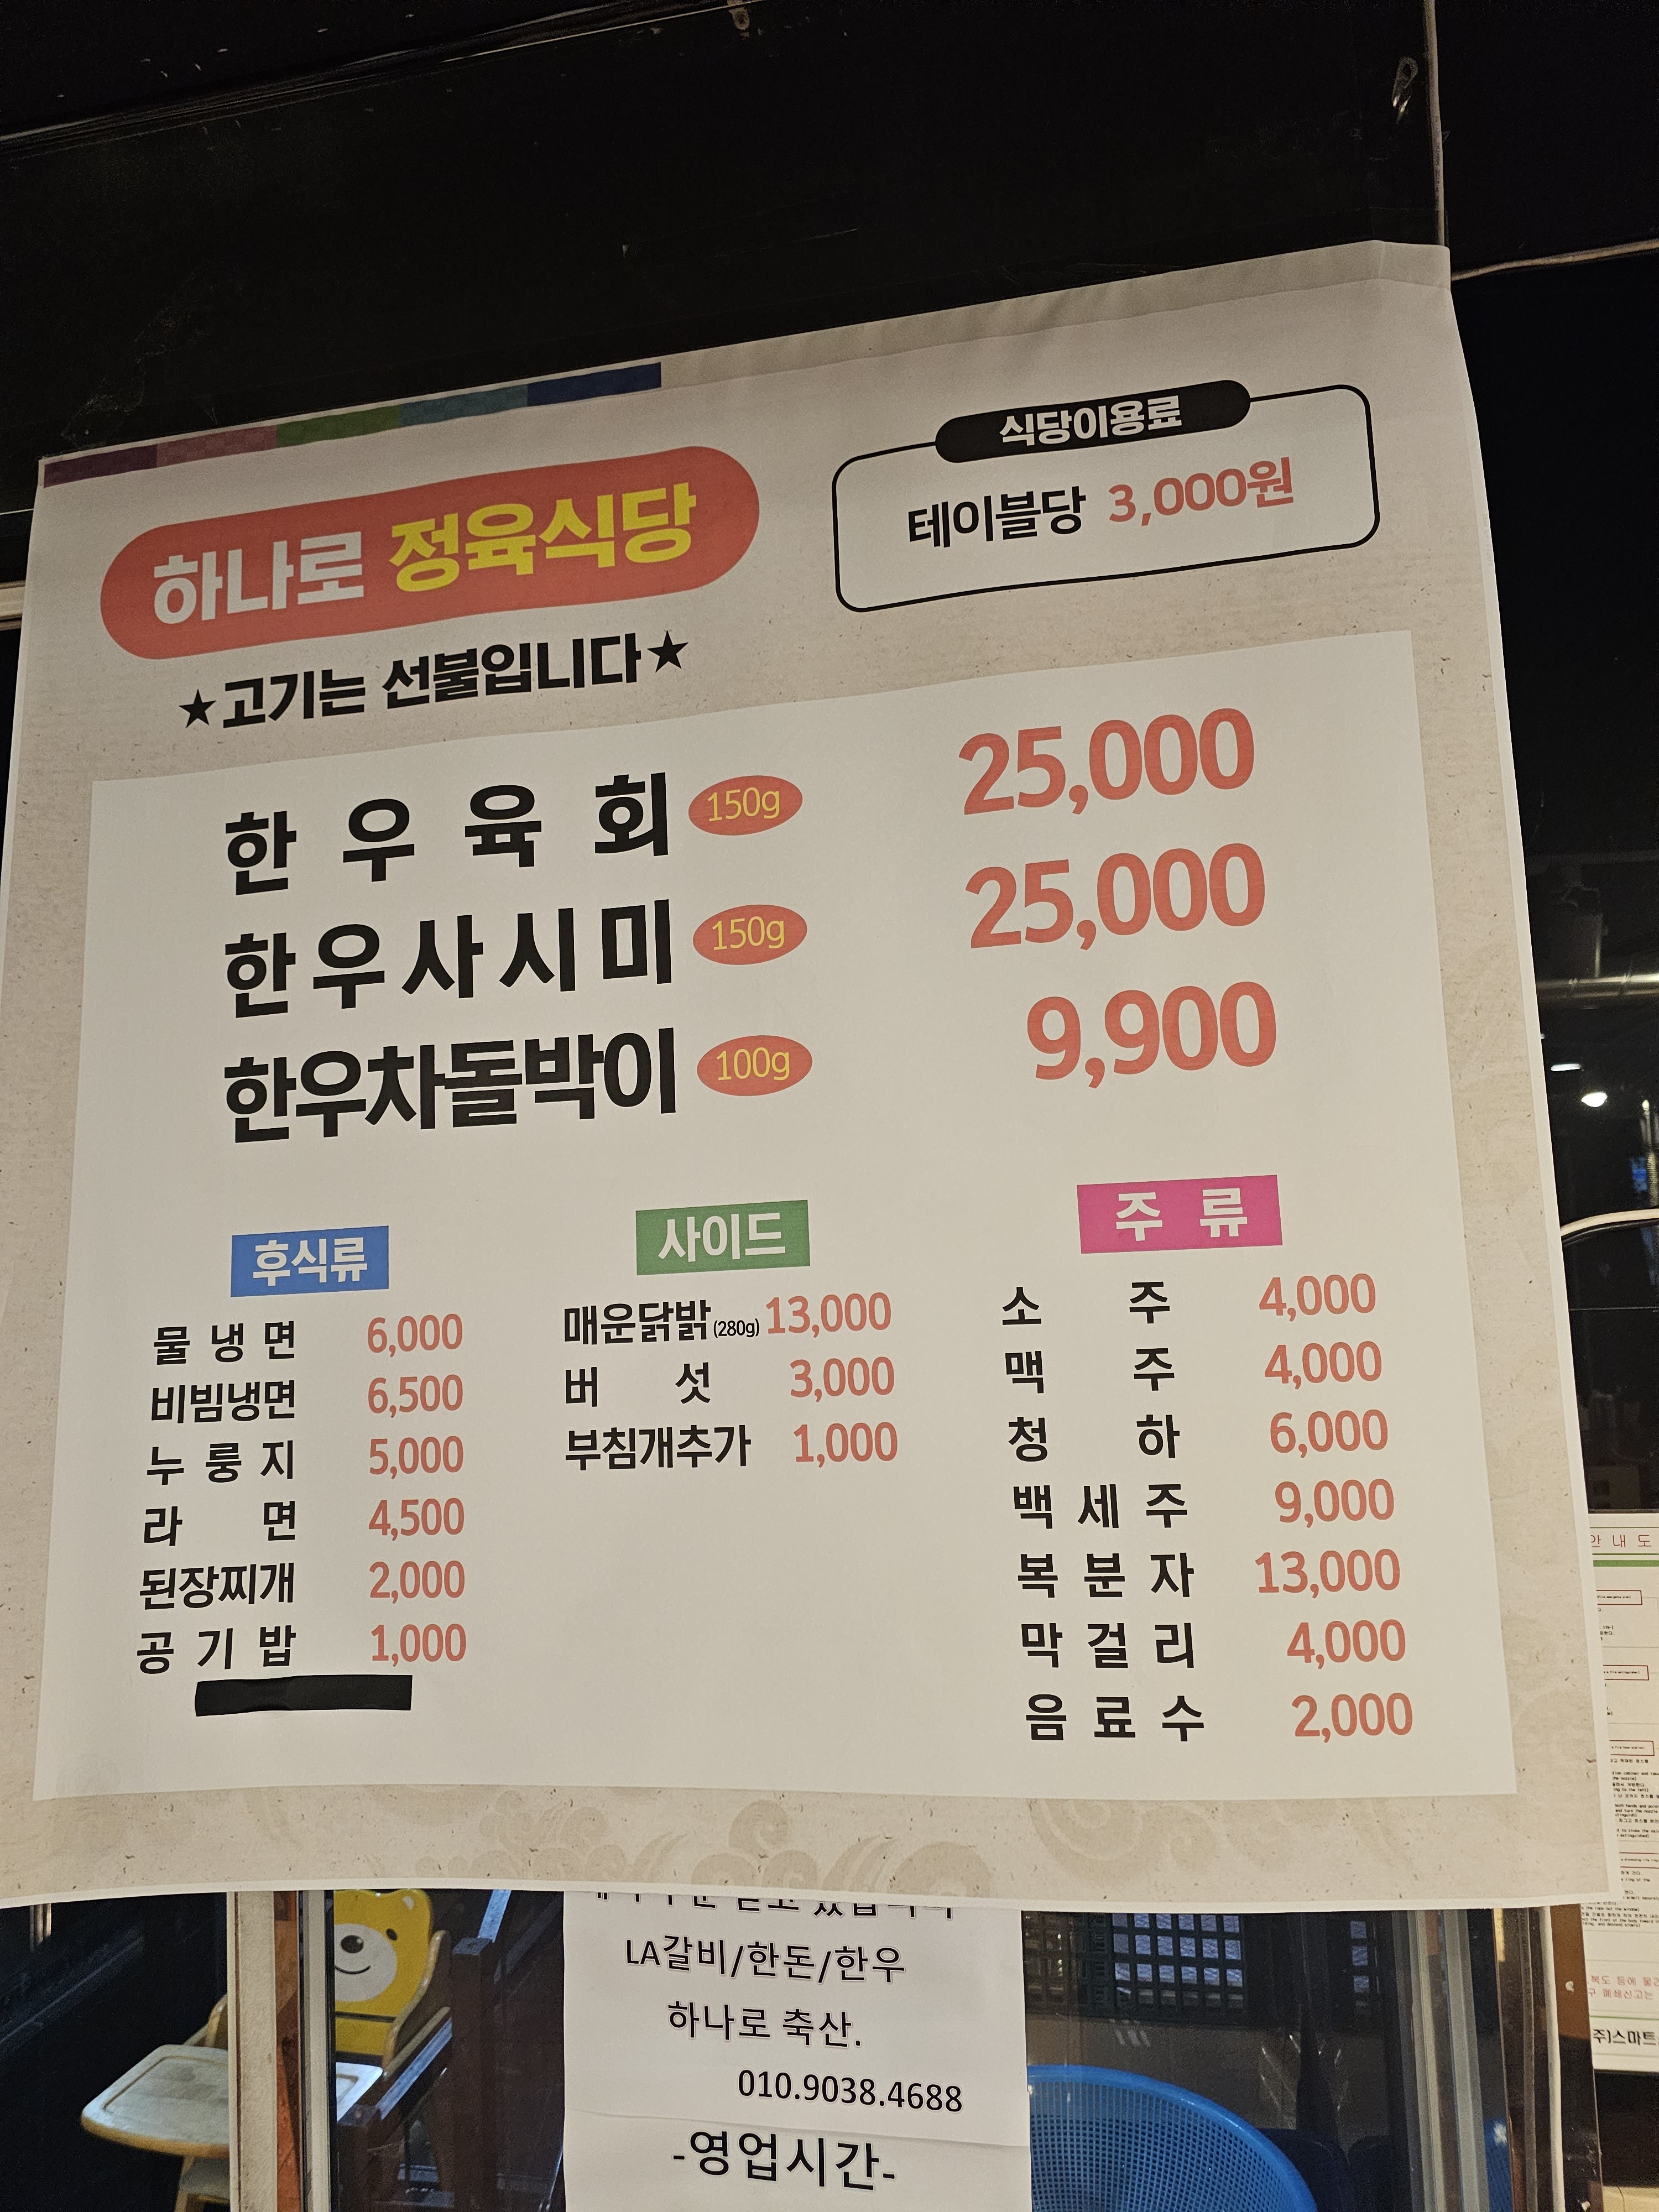 하나로 정육식당
식당이용료
테이블당 3,000원
★고기는 선불입니다★
한우육회 150g 25,000
한우사시미 150g 25,000
한우차돌박이 100g 9,900
후식류
물냉면 6,000
비빔냉면 6,500
누룽지 5,000
라면 4,500
된장찌개 2,000
공기밥 1,000
사이드
매운닭밝(280g) 13,000
버섯 3,000
부침개추가 1,000
주류
소주 4,000
맥주 4,000
청하 6,000
백세주 9,000
복분자 13,000
막걸리 4,000
음료수 2,000
LA갈비/한돈/한우
하나로 축산.
010.9038.4688
-영업시간-
안내도